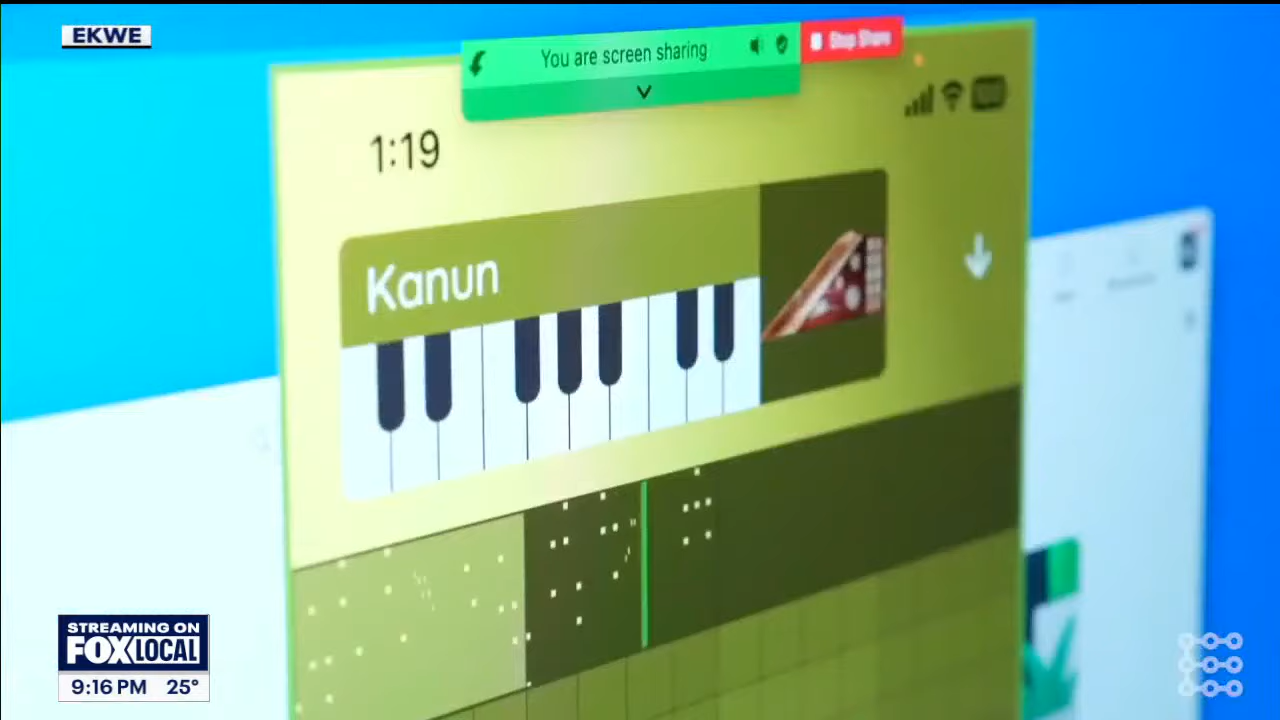 EKWE
You are screen sharing
Stop Share
1:19
Kanun
STREAMING ON
FOX LOCAL
9:16 PM 25°